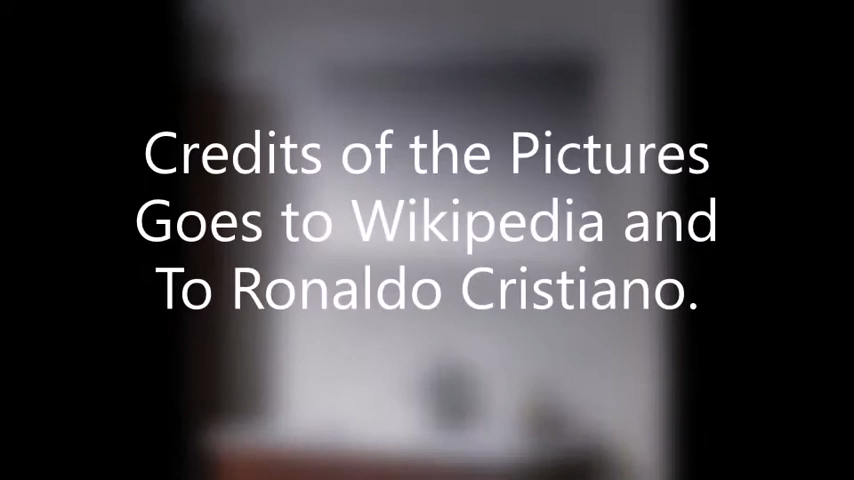 Credits of the Pictures
Goes to Wikipedia and
To Ronaldo Cristiano.